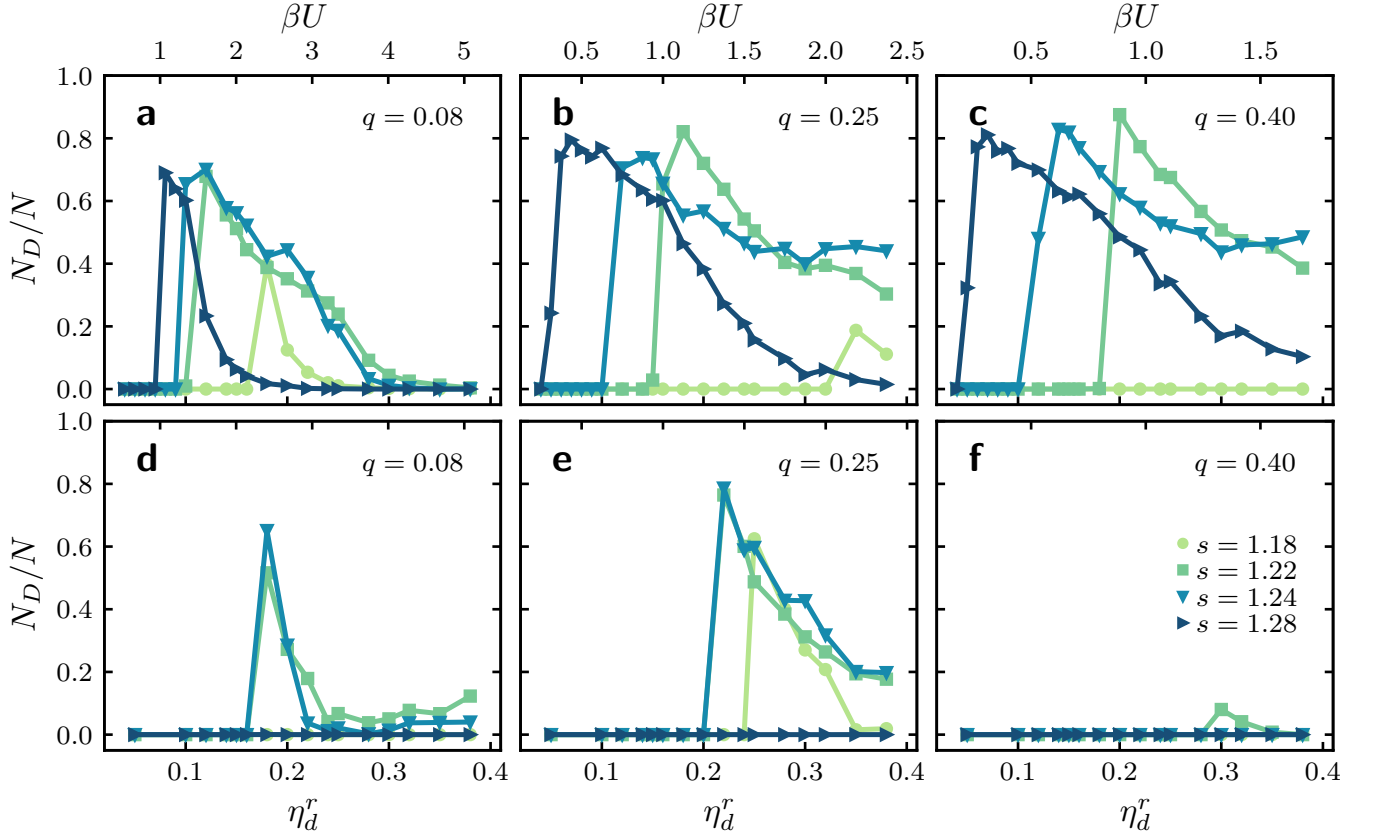 βU βU βU
1 2 3 4 5 0.5 1.0 1.5 2.0 2.5 0.5 1.0 1.5
1.0 a q = 0.08 b q = 0.25 c q = 0.40
0.8
0.6
N_D/N
0.4
0.2
0.0
1.0 d q = 0.08 e q = 0.25 f q = 0.40
0.8
0.6 s = 1.18
s = 1.22
N_D/N
0.4 s = 1.24
s = 1.28
0.2
0.0
0.1 0.2 0.3 0.4 0.1 0.2 0.3 0.4 0.1 0.2 0.3 0.4
η_d^r η_d^r η_d^r